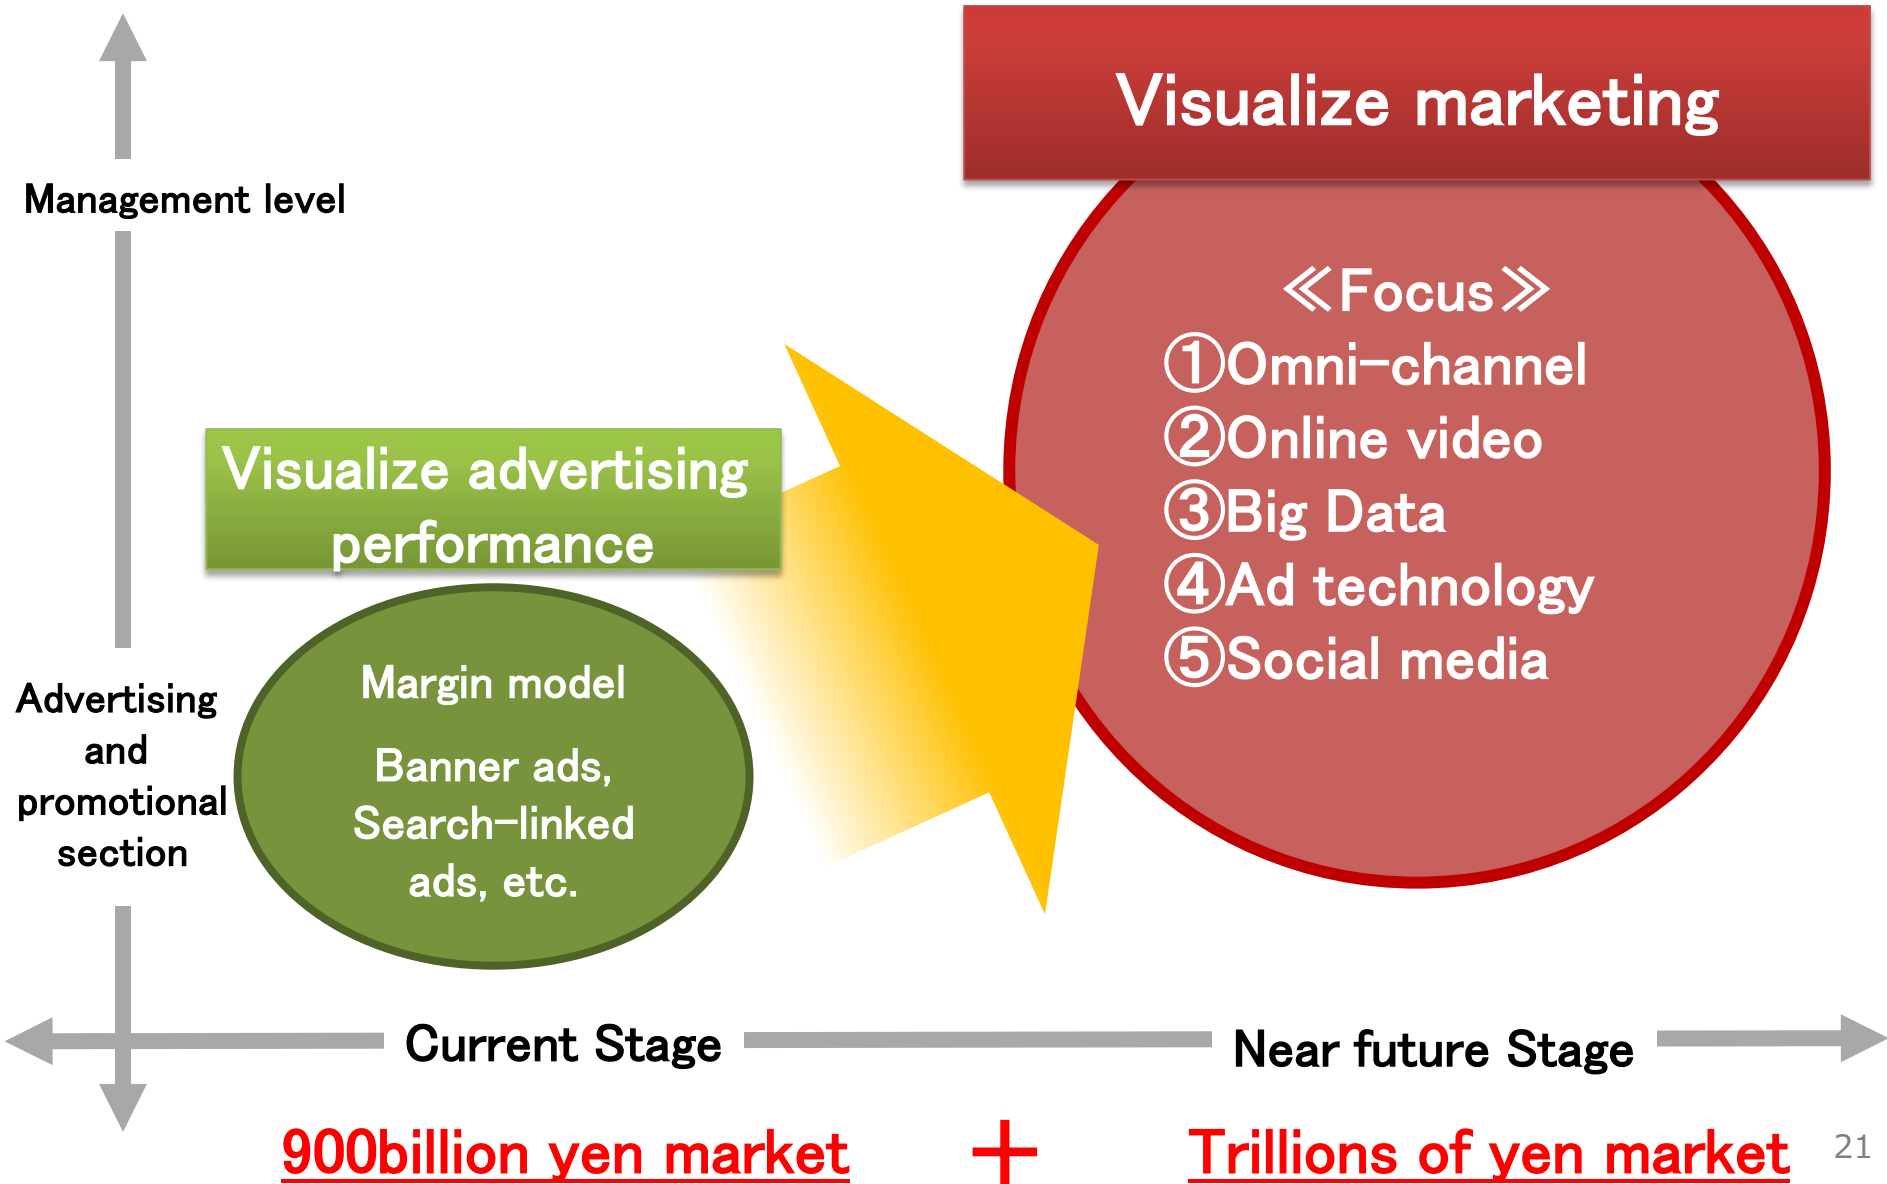 Visualize marketing
Management level
≪Focus≫
①Omni-channel
②Online video
③Big Data
④Ad technology
⑤Social media
Visualize advertising
performance
Margin model
Banner ads,
Search-linked
ads, etc.
Advertising
and
promotional
section
Current Stage
Near future Stage
900billion yen market
+
Trillions of yen market
21